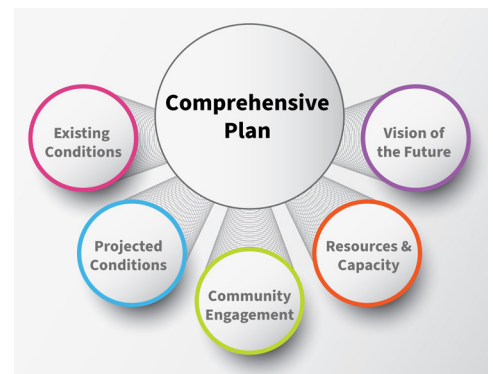 Comprehensive
Plan
Existing
Conditions
Projected
Conditions
Community
Engagement
Resources &
Capacity
Vision of
the Future